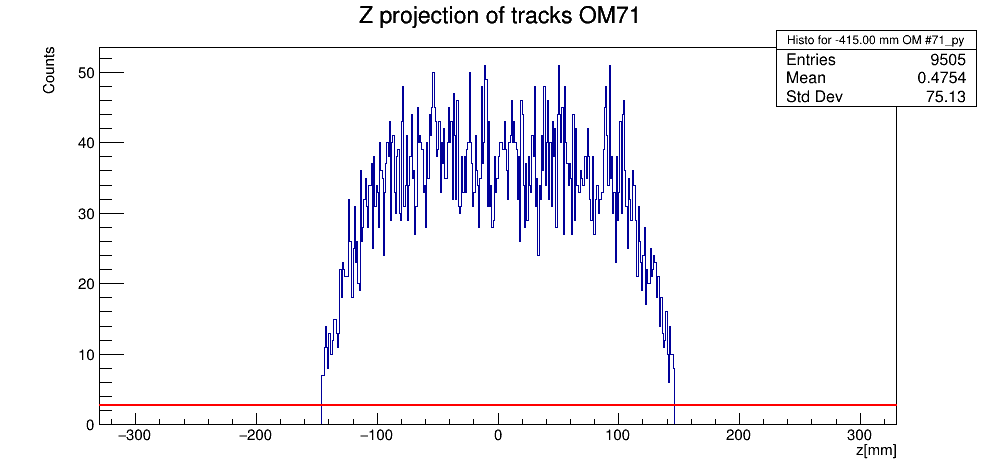 Z projection of tracks OM71
Histo for -415.00 mm OM #71_py
Entries 9505
Mean 0.4754
Std Dev 75.13
Counts
50
40
30
20
10
0
−300 −200 −100 0 100 200 300
z[mm]